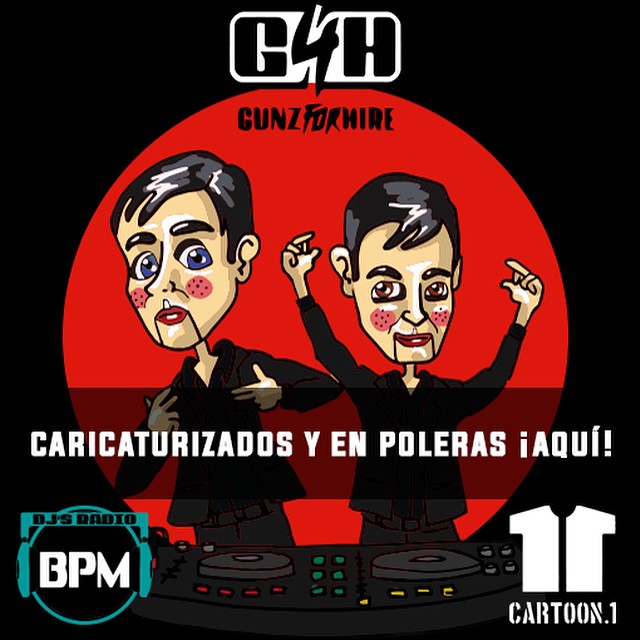 G4H
GUNZFORHIRE
CARICATURIZADOS Y EN POLERAS ¡AQUÍ!
DJ'S RADIO
BPM
CARTOON.1